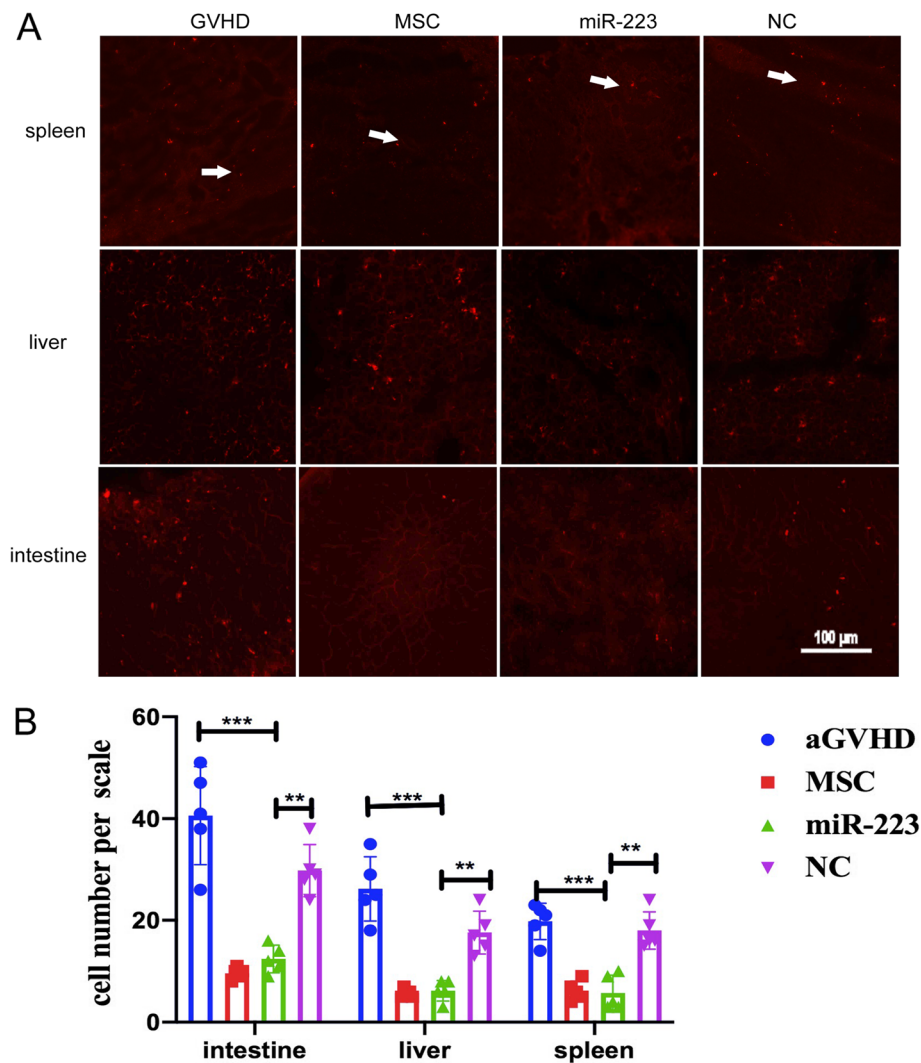 A
GVHD MSC miR-223 NC
spleen
liver
intestine
100 µm
B
cell number per scale
60
40
20
0
*** ** *** ** *** **
intestine liver spleen
aGVHD
MSC
miR-223
NC